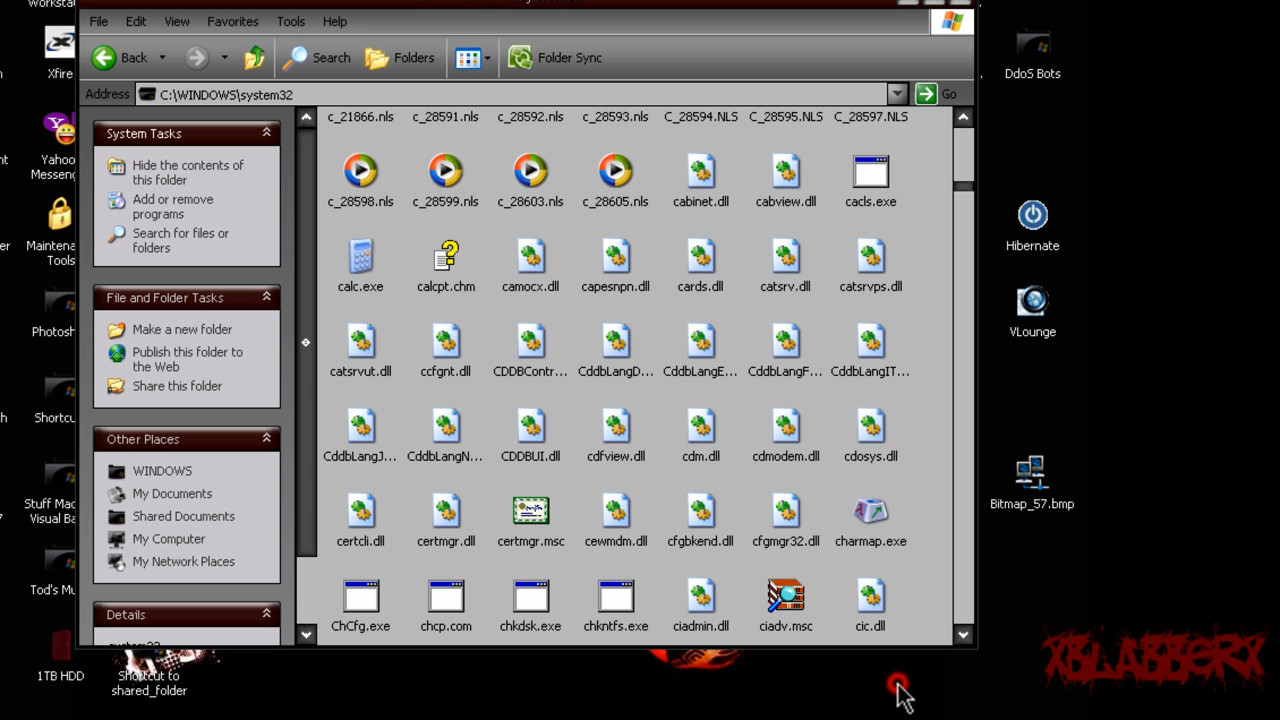 File Edit View Favorites Tools Help
Back Search Folders Folder Sync
Address C:\WINDOWS\system32 Go
System Tasks
Hide the contents of
this folder
Add or remove
programs
Search for files or
folders
File and Folder Tasks
Make a new folder
Publish this folder to
the Web
Share this folder
Other Places
WINDOWS
My Documents
Shared Documents
My Computer
My Network Places
Details
c_21866.nls c_28591.nls c_28592.nls c_28593.nls C_28594.NLS C_28595.NLS C_28597.NLS
c_28598.nls c_28599.nls c_28603.nls c_28605.nls cabinet.dll cabview.dll cacls.exe
calc.exe calcpt.chm camocx.dll capesnpn.dll cards.dll catsrv.dll catsrvps.dll
catsrvut.dll ccfgnt.dll CDDBContr... CddbLangD... CddbLangE... CddbLangF... CddbLangIT...
CddbLangJ... CddbLangN... CDDBUI.dll cdfview.dll cdm.dll cdmodem.dll cdosys.dll
certcli.dll certmgr.dll certmgr.msc cewmdm.dll cfgbkend.dll cfgmgr32.dll charmap.exe
ChCfg.exe chcp.com chkdsk.exe chkntfs.exe ciadmin.dll ciadv.msc cic.dll
Xfire
Yahoo
Messeng
Maintena
Tools
Photosh
Shortcu
Stuff Mac
Visual Ba
Tod's Mu
1TB HDD
Shortcut to
shared_folder
DdoS Bots
Hibernate
VLounge
Bitmap_57.bmp
XBLABBERX